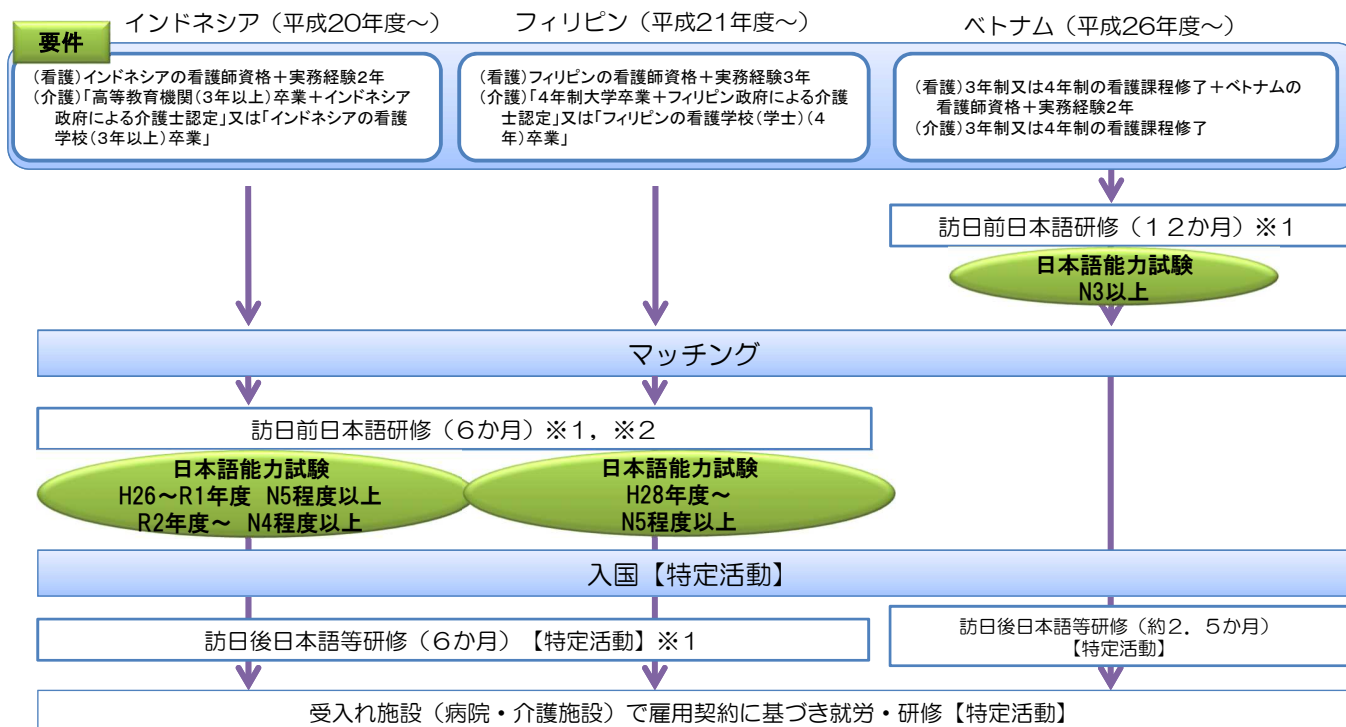 インドネシア（平成20年度～）
フィリピン（平成21年度～）
ベトナム（平成26年度～）
要件
(看護)インドネシアの看護師資格＋実務経験2年
(介護)「高等教育機関(3年以上)卒業＋インドネシア
政府による介護士認定」又は「インドネシアの看護
学校(3年以上)卒業」
(看護)フィリピンの看護師資格＋実務経験3年
(介護)「4年制大学卒業＋フィリピン政府による介護
士認定」又は「フィリピンの看護学校(学士)(4
年)卒業」
(看護)3年制又は4年制の看護課程修了＋ベトナムの
看護師資格＋実務経験2年
(介護)3年制又は4年制の看護課程修了
訪日前日本語研修（１２か月）※１
日本語能力試験
N3以上
マッチング
訪日前日本語研修（６か月）※１，※２
日本語能力試験
H26～R1年度 N5程度以上
R2年度～ N4程度以上
日本語能力試験
H28年度～
N5程度以上
入国【特定活動】
訪日後日本語等研修（６か月）【特定活動】※１
訪日後日本語等研修（約２．５か月）
【特定活動】
受入れ施設（病院・介護施設）で雇用契約に基づき就労・研修【特定活動】